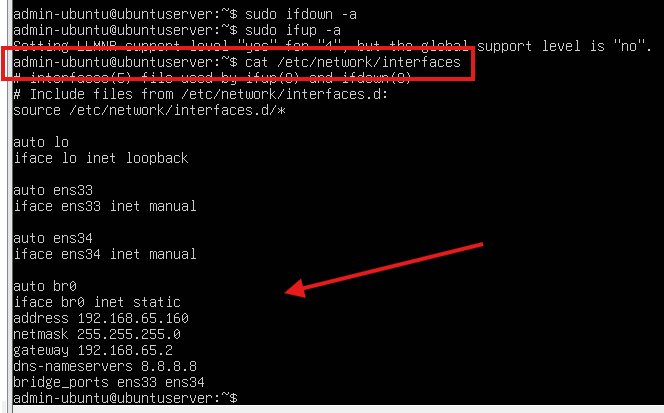 admin-ubuntu@ubuntuserver:~$ sudo ifdown -a
admin-ubuntu@ubuntuserver:~$ sudo ifup -a
Setting LLMNR support level "yes" for "4", but the global support level is "no".
admin-ubuntu@ubuntuserver:~$ cat /etc/network/interfaces
# interfaces(5) file used by ifup(8) and ifdown(8)
# Include files from /etc/network/interfaces.d:
source /etc/network/interfaces.d/*
auto lo
iface lo inet loopback
auto ens33
iface ens33 inet manual
auto ens34
iface ens34 inet manual
auto br0
iface br0 inet static
address 192.168.65.160
netmask 255.255.255.0
gateway 192.168.65.2
dns-nameservers 8.8.8.8
bridge_ports ens33 ens34
admin-ubuntu@ubuntuserver:~$